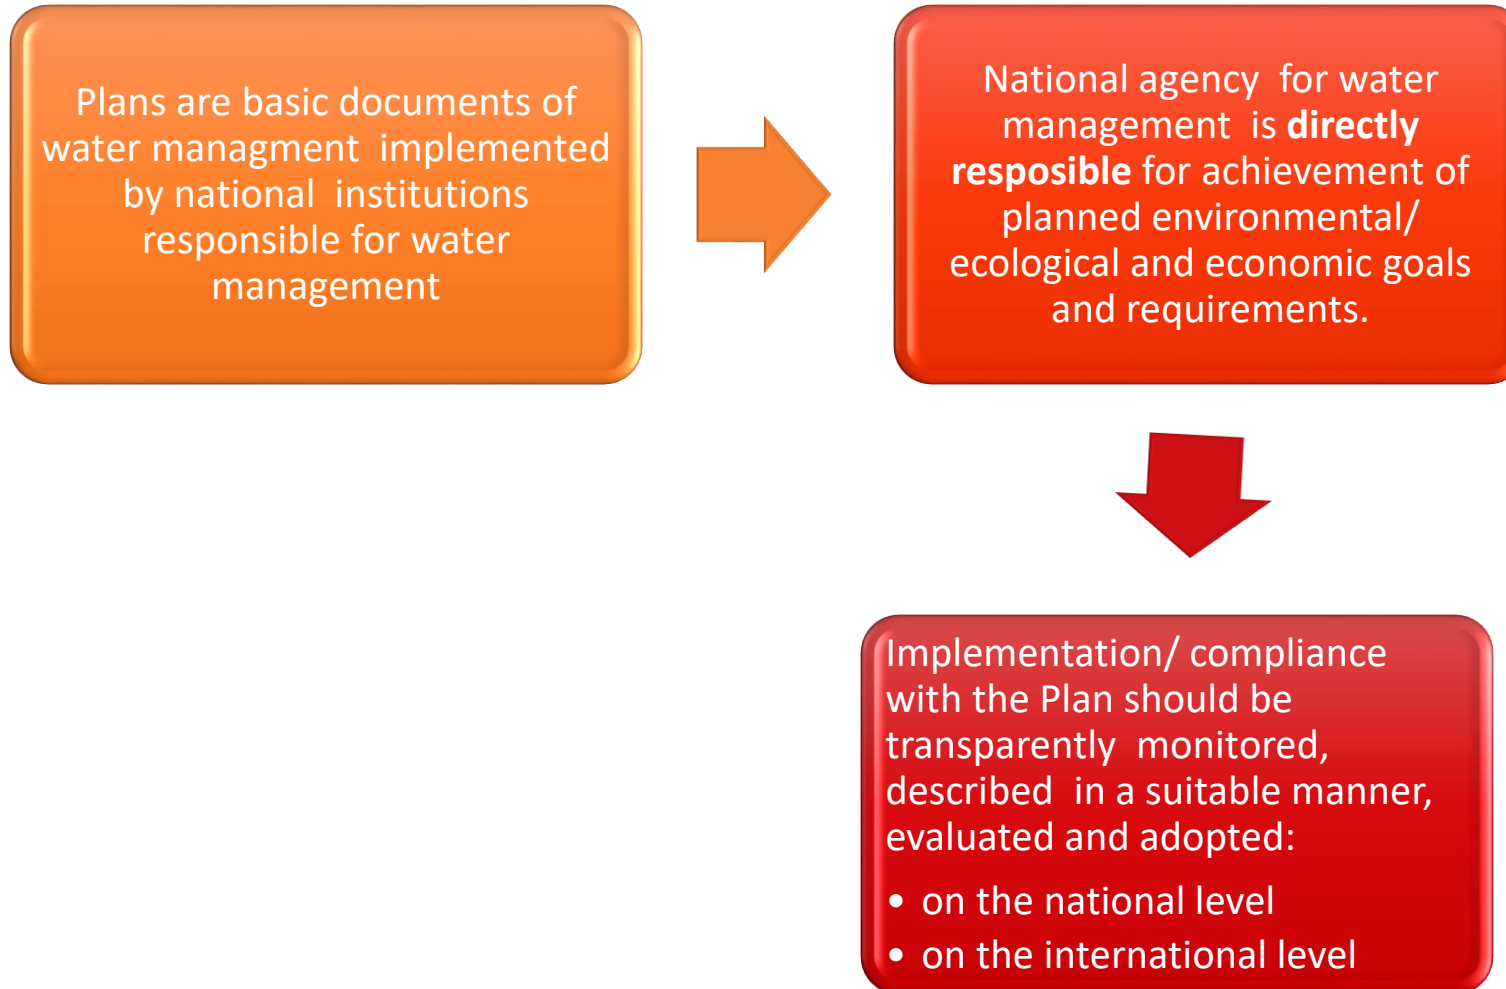 Plans are basic documents of
water managment implemented
by national institutions
responsible for water
management
National agency for water
management is directly
resposible for achievement of
planned environmental/
ecological and economic goals
and requirements.
Implementation/ compliance
with the Plan should be
transparently monitored,
described in a suitable manner,
evaluated and adopted:
• on the national level
• on the international level